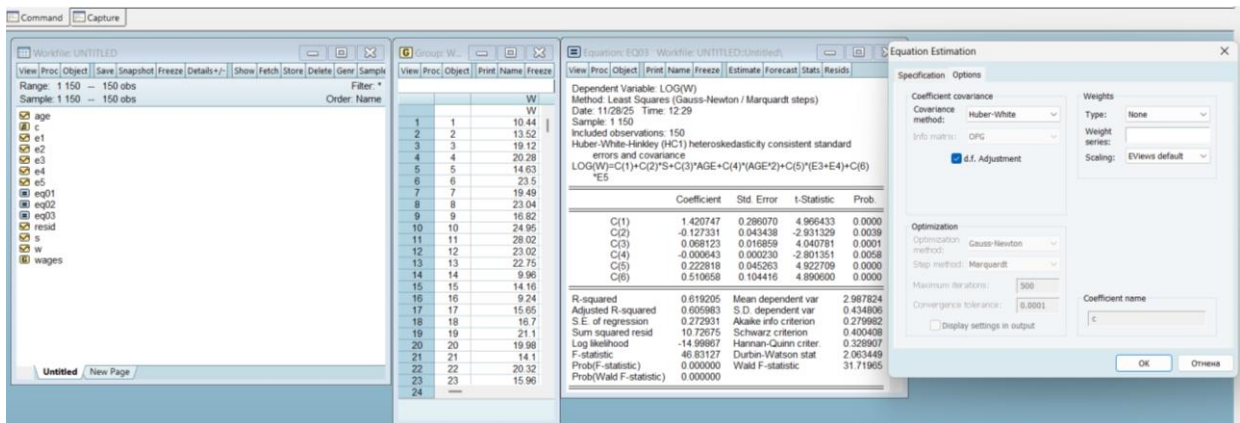 Command Capture
Workfile: UNTITLED
View Proc Object Save Snapshot Freeze Details+/- Show Fetch Store Delete Genr Sample
Range: 1 150 -- 150 obs Filter: *
Sample: 1 150 -- 150 obs Order: Name
age
c
e1
e2
e3
e4
e5
eq01
eq02
eq03
resid
s
w
wages
Untitled New Page
Group: W...
View Proc Object Print Name Freeze
W
W
1 1 10.44
2 2 13.52
3 3 19.12
4 4 20.28
5 5 14.63
6 6 23.5
7 7 19.49
8 8 23.04
9 9 16.82
10 10 24.95
11 11 28.02
12 12 23.02
13 13 22.75
14 14 9.96
15 15 14.16
16 16 9.24
17 17 15.65
18 18 16.7
19 19 21.1
20 20 19.98
21 21 14.1
22 22 20.32
23 23 15.96
24
Equation: EQ03 Workfile: UNTITLED::Untitled\
View Proc Object Print Name Freeze Estimate Forecast Stats Resids
Dependent Variable: LOG(W)
Method: Least Squares (Gauss-Newton / Marquardt steps)
Date: 11/28/25 Time: 12:29
Sample: 1 150
Included observations: 150
Huber-White-Hinkley (HC1) heteroskedasticity consistent standard
errors and covariance
LOG(W)=C(1)+C(2)*S+C(3)*AGE+C(4)*(AGE^2)+C(5)*(E3+E4)+C(6)
*E5
Coefficient Std. Error t-Statistic Prob.
C(1) 1.420747 0.286070 4.966433 0.0000
C(2) -0.127331 0.043438 -2.931329 0.0039
C(3) 0.068123 0.016859 4.040781 0.0001
C(4) -0.000643 0.000230 -2.801351 0.0058
C(5) 0.222818 0.045263 4.922709 0.0000
C(6) 0.510658 0.104416 4.890600 0.0000
R-squared 0.619205 Mean dependent var 2.987824
Adjusted R-squared 0.605983 S.D. dependent var 0.434806
S.E. of regression 0.272931 Akaike info criterion 0.279982
Sum squared resid 10.72675 Schwarz criterion 0.400408
Log likelihood -14.99867 Hannan-Quinn criter. 0.328907
F-statistic 46.83127 Durbin-Watson stat 2.063449
Prob(F-statistic) 0.000000 Wald F-statistic 31.71965
Prob(Wald F-statistic) 0.000000
Equation Estimation
Specification Options
Coefficient covariance
Covariance method: Huber-White
Info matrix: OPG
d.f. Adjustment
Optimization
Optimization method: Gauss-Newton
Step method: Marquardt
Maximum iterations: 500
Convergence tolerance: 0.0001
Display settings in output
Weights
Type: None
Weight series:
Scaling: EViews default
Coefficient name
c
OK Отмена